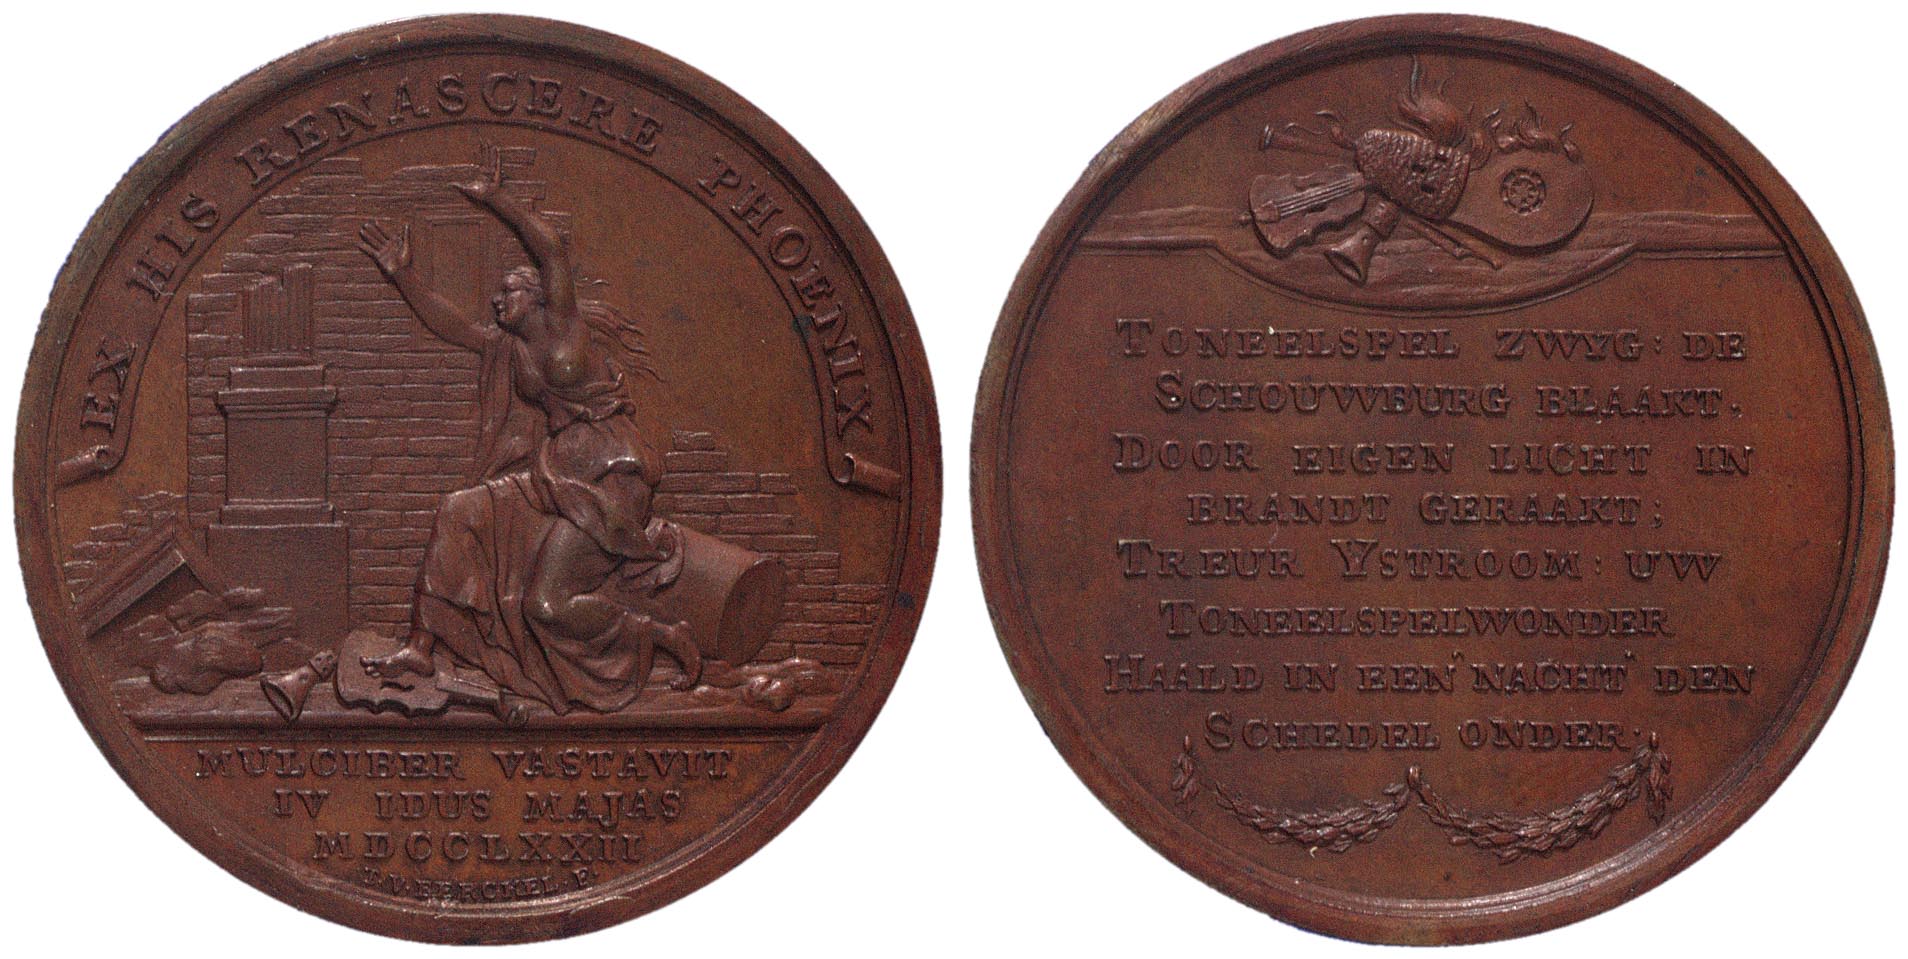 EX HIS RENASCERE PHOENIX
MULCIBER VASTAVIT
IV IDUS MAJAS
MDCCLXXII
T.V.BERCKEL.F.
TONEELSPEL ZWYG: DE
SCHOUWBURG BLAAKT.
DOOR EIGEN LICHT IN
BRANDT GERAAKT;
TREUR YSTROOM: UW
TONEELSPELWONDER
HAALD IN EEN NACHT DEN
SCHEDEL ONDER.